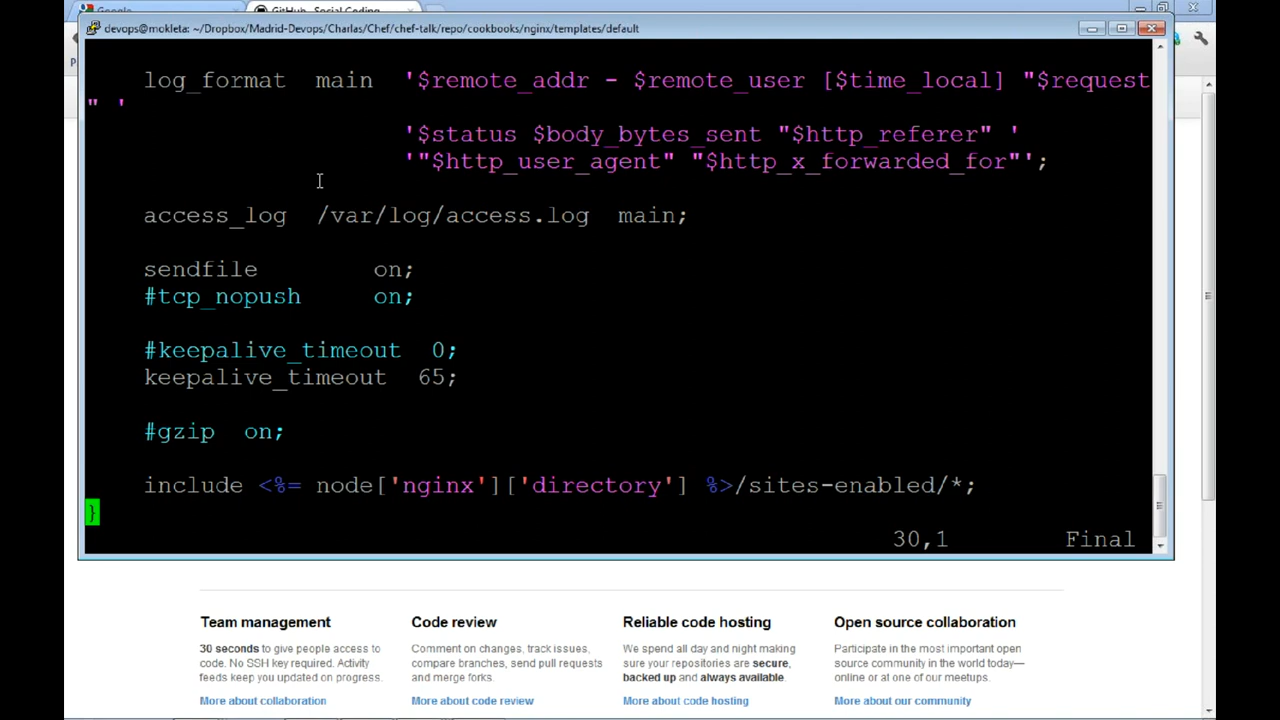 Google
GitHub · Social Coding
devops@mokleta: ~/Dropbox/Madrid-Devops/Charlas/Chef/chef-talk/repo/cookbooks/nginx/templates/default
log_format  main  '$remote_addr - $remote_user [$time_local] "$request
" '
'$status $body_bytes_sent "$http_referer" '
'"$http_user_agent" "$http_x_forwarded_for"';
access_log  /var/log/access.log  main;
sendfile        on;
#tcp_nopush     on;
#keepalive_timeout  0;
keepalive_timeout  65;
#gzip  on;
include <%= node['nginx']['directory'] %>/sites-enabled/*;
}
30,1 Final
Team management
30 seconds to give people access to
code. No SSH key required. Activity
feeds keep you updated on progress.
More about collaboration
Code review
Comment on changes, track issues,
compare branches, send pull requests
and merge forks.
More about code review
Reliable code hosting
We spend all day and night making
sure your repositories are secure,
backed up and always available.
More about code hosting
Open source collaboration
Participate in the most important open
source community in the world today—
online or at one of our meetups.
More about our community